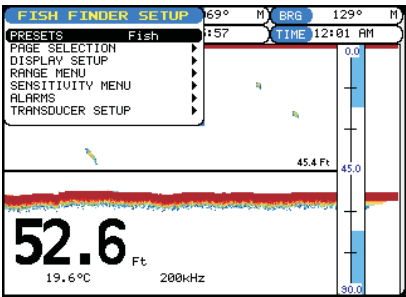 FISH FINDER SETUP 069° M BRG 129° M
PRESETS Fish :57 TIME 12:01 AM
PAGE SELECTION
DISPLAY SETUP
RANGE MENU
SENSITIVITY MENU
ALARMS
TRANSDUCER SETUP
0.0
45.4 Ft
45.0
52.6 Ft
19.6°C 200kHz
90.0